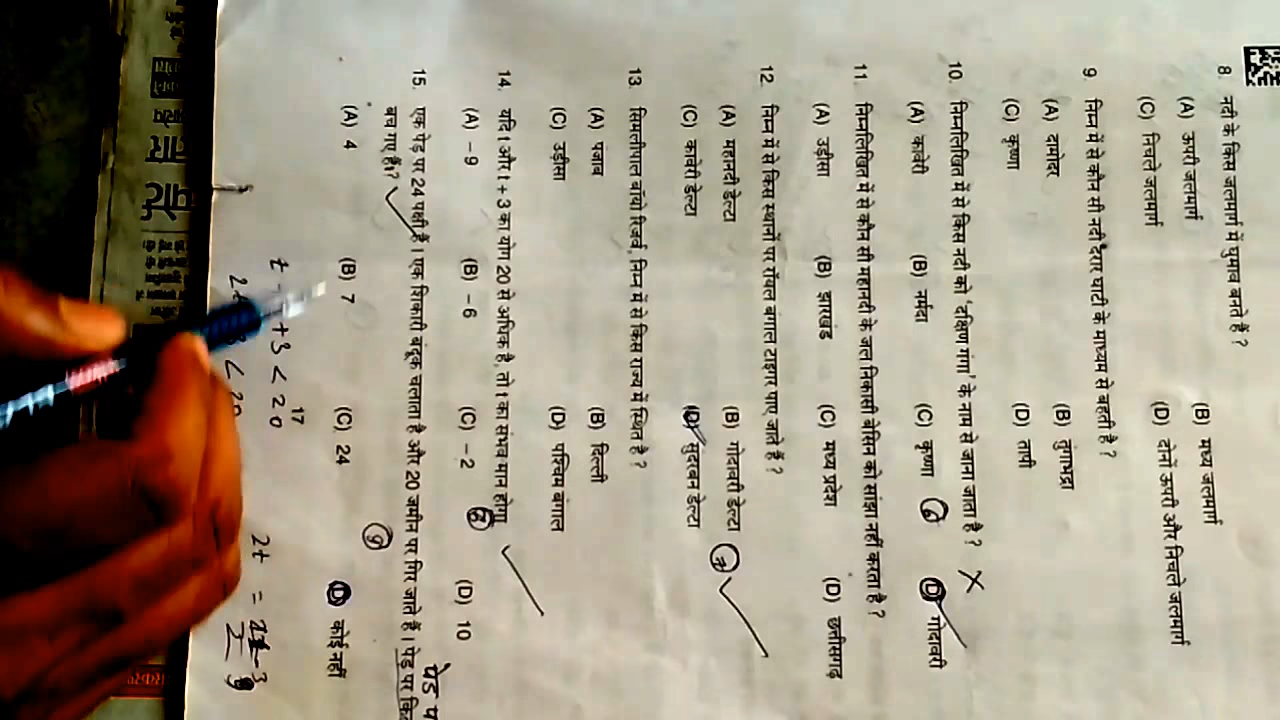 8. नदी के किस जलमार्ग में घुमाव बनते हैं ?
(A) ऊपरी जलमार्ग (B) मध्य जलमार्ग
(C) निचले जलमार्ग (D) दोनों ऊपरी और निचले जलमार्ग
9. निम्न में से कौन सी नदी दरार घाटी के माध्यम से बहती है ?
(A) दामोदर (B) तुंगभद्रा
(C) कृष्णा (D) तापी
10. निम्नलिखित में से किस नदी को 'दक्षिण गंगा' के नाम से जाना जाता है ?
(A) कावेरी (B) नर्मदा (C) कृष्णा (D) गोदावरी
11. निम्नलिखित में से कौन सी महानदी के जल निकासी बेसिन को सांझा नहीं करता है ?
(A) उड़ीसा (B) झारखंड (C) मध्य प्रदेश (D) छत्तीसगढ़
12. निम्न में से किस स्थानों पर रॉयल बंगाल टाइगर पाए जाते हैं ?
(A) महानदी डेल्टा (B) गोदावरी डेल्टा
(C) कावेरी डेल्टा (D) सुंदरबन डेल्टा
13. सिमलीपाल बॉयो रिजर्व, निम्न में से किस राज्य में स्थित है ?
(A) पंजाब (B) दिल्ली
(C) उड़ीसा (D) पश्चिम बंगाल
14. यदि t और t + 3 का योग 20 से अधिक है, तो t का संभव मान होगा
(A) – 9 (B) – 6 (C) – 2 (D) 10
पेड
15. एक पेड़ पर 24 पक्षी हैं। एक शिकारी बंदूक चलाता है और 20 जमीन पर गिर जाते हैं। पेड़ पर
बच गए हैं?
(A) 4 (B) 7 (C) 24 (D) कोई नहीं
+ 3 < 20
17
< 20
2t =